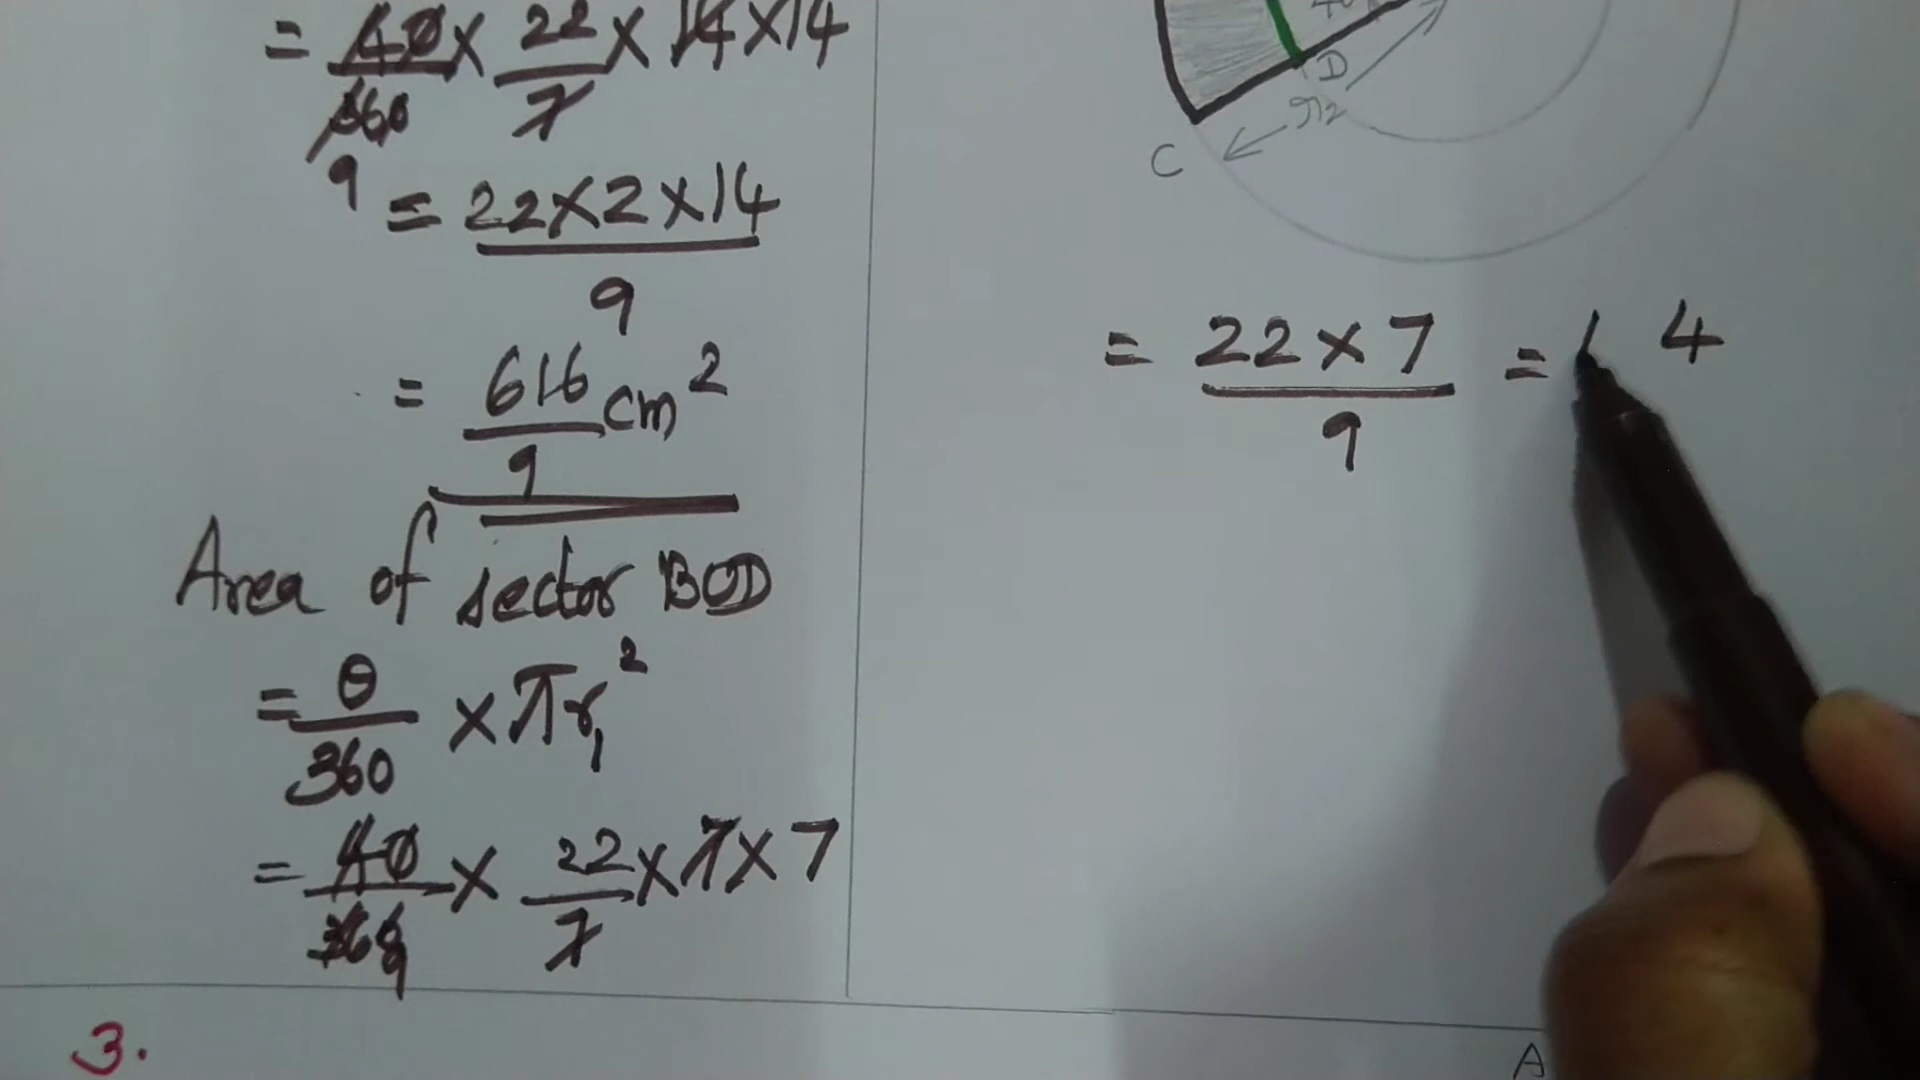 = 40/360 × 22/7 × 14 × 14
9
= 22×2×14/9
= 616/9 cm²
Area of sector BOD
= θ/360 × πr₁²
= 40/360 × 22/7 × 7 × 7
9
3.
D
r₂
C
= 22 × 7/9 = 1 4
A